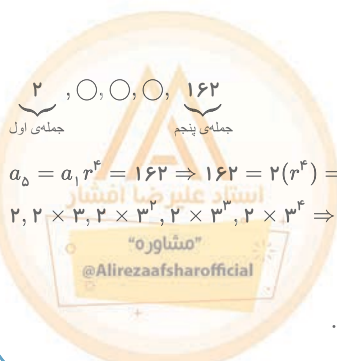 ۲ , ○, ○, ○, ۱۶۲
جمله‌ی اول جمله‌ی پنجم
a₅ = a₁r⁴ = ۱۶۲ ⇒ ۱۶۲ = ۲(r⁴) =
۲, ۲ × ۳, ۲ × ۳², ۲ × ۳³, ۲ × ۳⁴ ⇒
استاد علیرضا افشار
"مشاوره"
@Alirezaafsharofficial
.